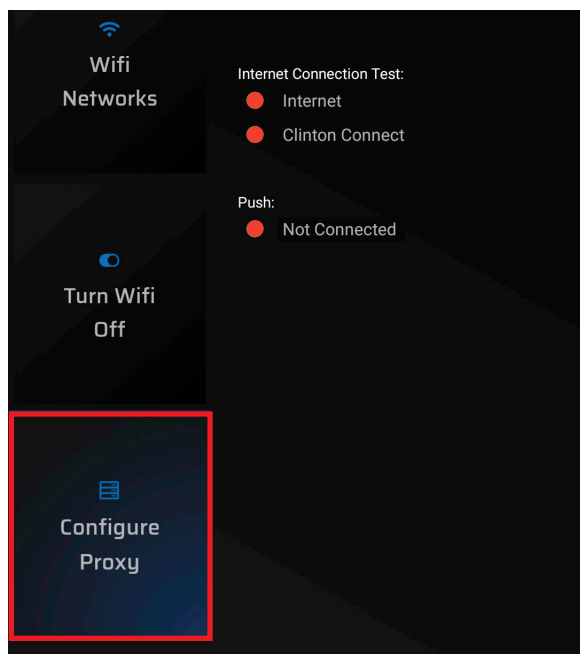 Wifi
Networks
Internet Connection Test:
Internet
Clinton Connect
Push:
Not Connected
Turn Wifi
Off
Configure
Proxy